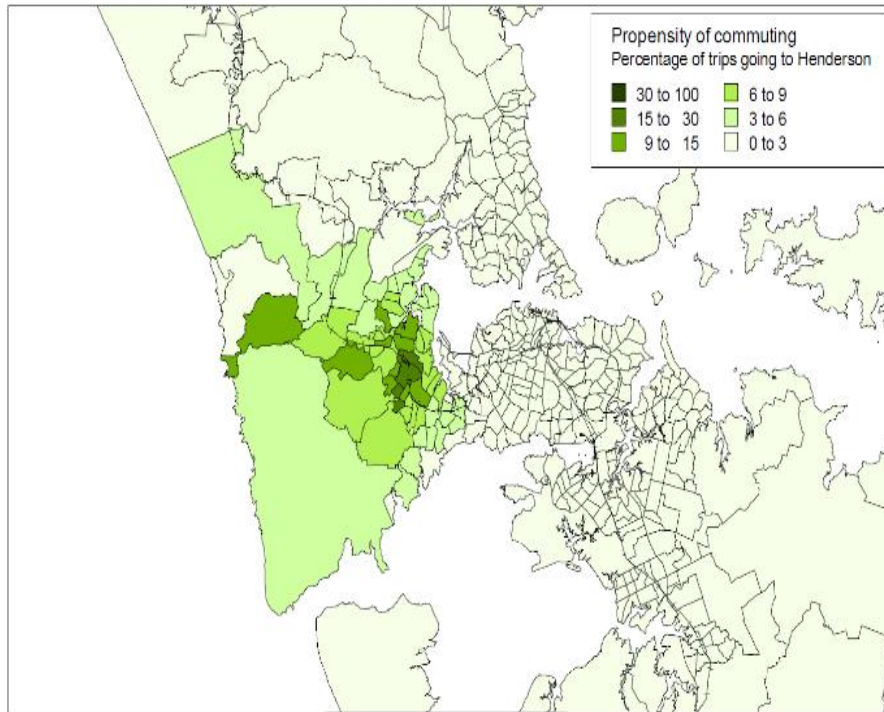 Propensity of commuting
Percentage of trips going to Henderson
30 to 100
15 to 30
9 to 15
6 to 9
3 to 6
0 to 3